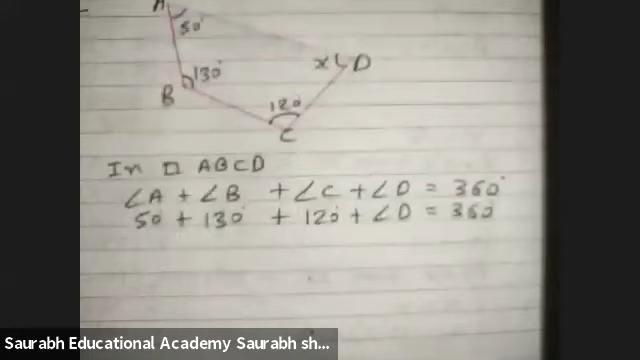 A
50°
x
D
130°
B
120
C
In □ ABCD
∠A + ∠B + ∠C + ∠D = 360°
50 + 130° + 120° + ∠D = 360
Saurabh Educational Academy Saurabh sh...